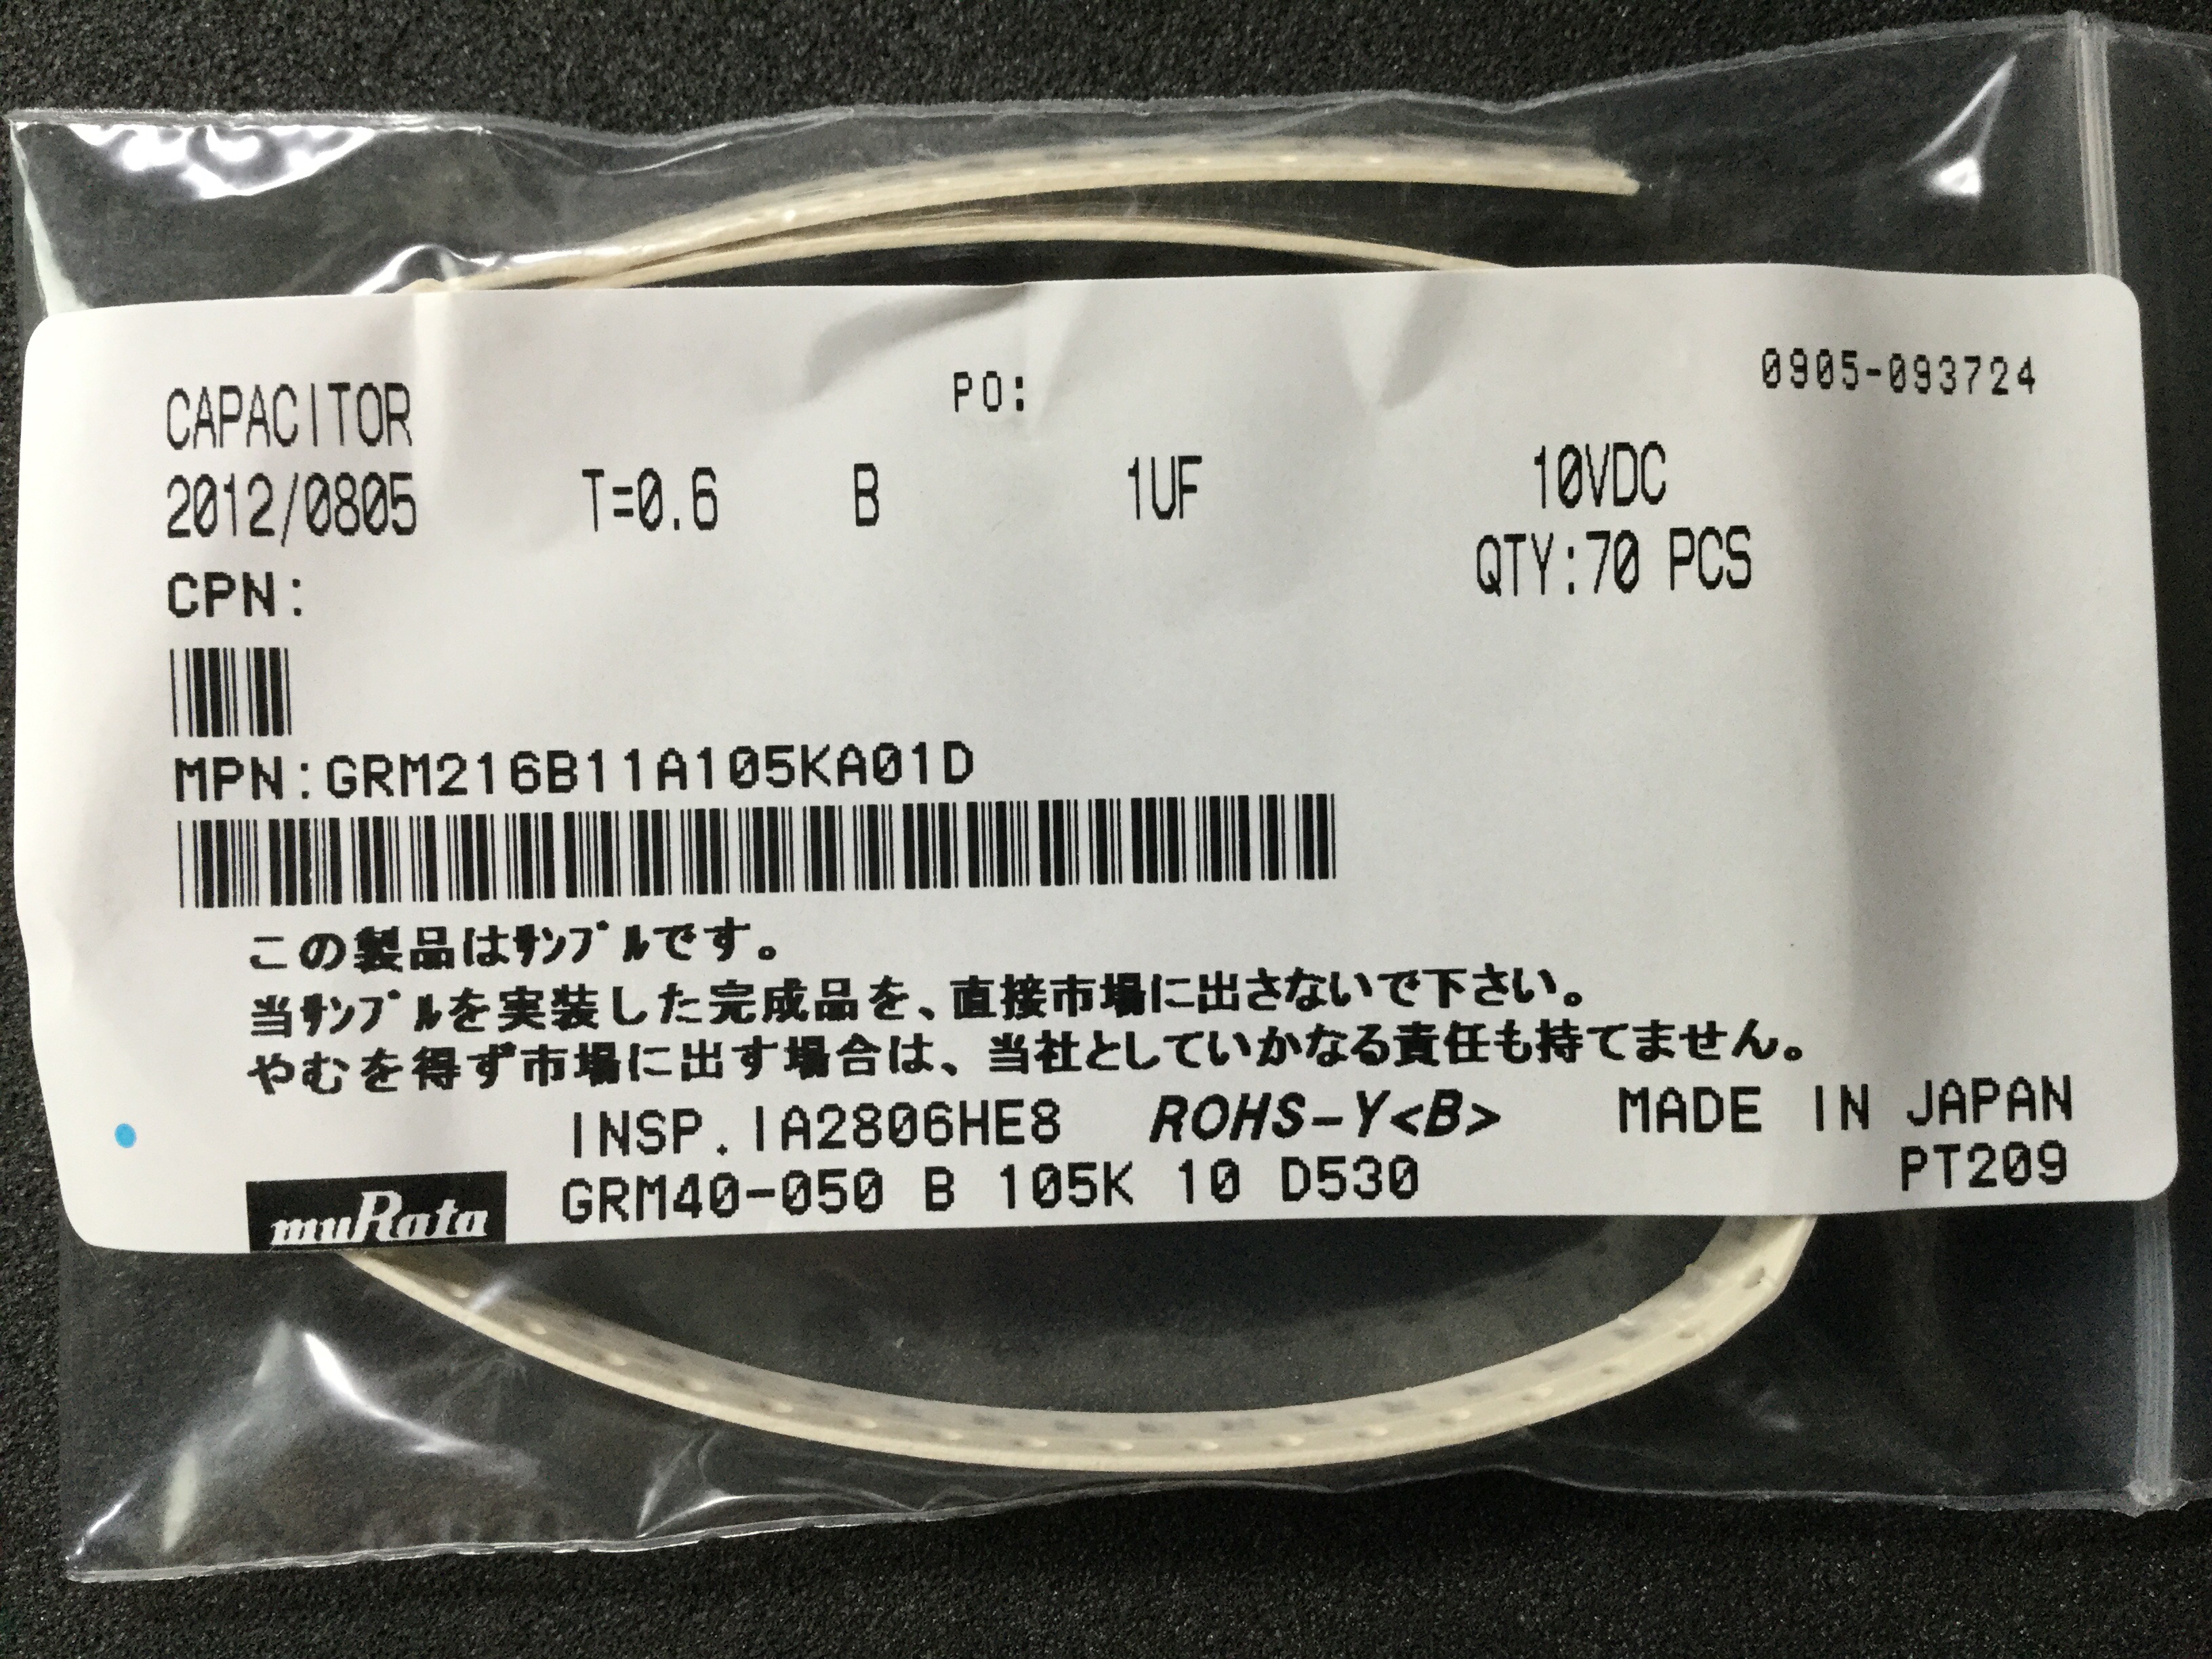 0905-093724
CAPACITOR PO:
2012/0805 T=0.6 B 1UF 10VDC
CPN: QTY:70 PCS
MPN:GRM216B11A105KA01D
この製品はｻﾝﾌﾟﾙです。
当ｻﾝﾌﾟﾙを実装した完成品を、直接市場に出さないで下さい。
やむを得ず市場に出す場合は、当社としていかなる責任も持てません。
INSP.IA2806HE8 ROHS-Y<B> MADE IN JAPAN
muRata GRM40-050 B 105K 10 D530 PT209